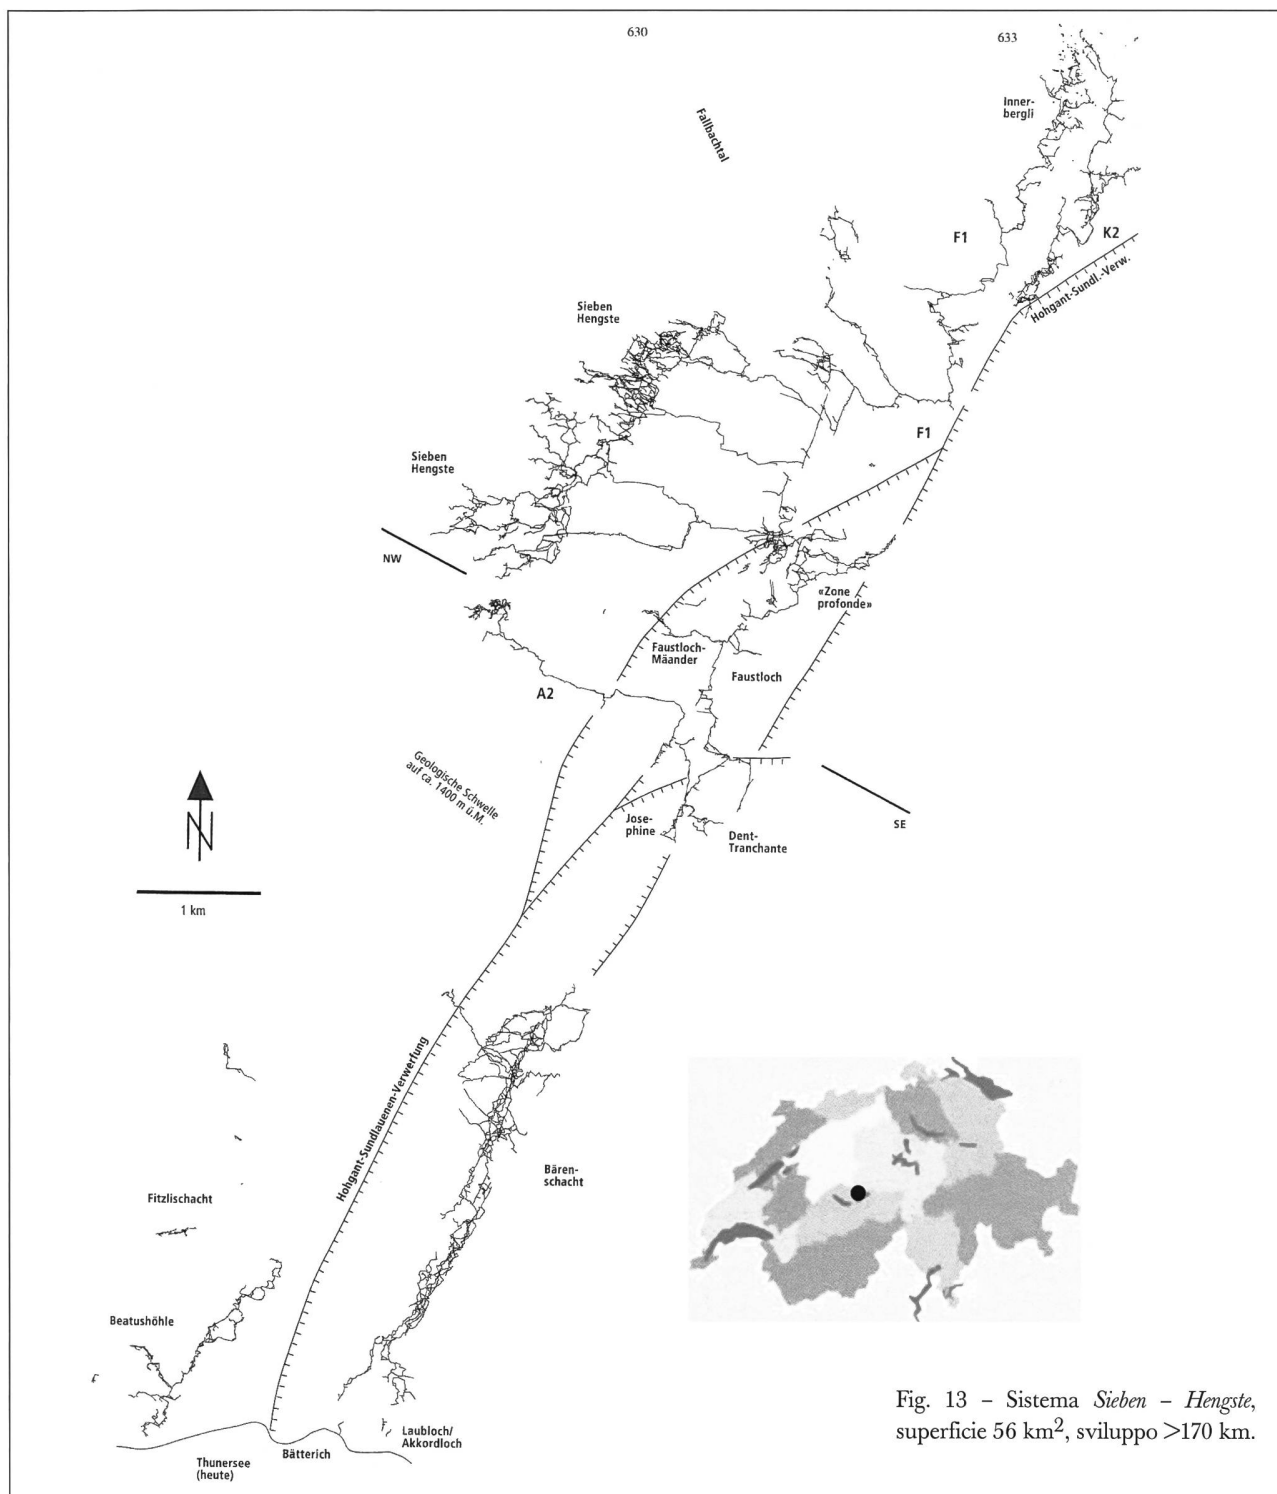 630
633
Inner-
bergli
Fallbachtal
F1
K2
Hohgant-Sundl.-Verw.
Sieben
Hengste
F1
Sieben
Hengste
NW
«Zone
profonde»
Faustloch-
Mäander
Faustloch
A2
Geologische Schwelle
auf ca. 1400 m ü.M.
N
Jose-
phine
SE
Dent-
Tranchante
1 km
Hohgant-Sundlauenen-Verwerfung
Bären-
schacht
Fitzlischacht
Beatushöhle
Laubloch/
Akkordloch
Bätterich
Thunersee
(heute)
Fig. 13 – Sistema Sieben – Hengste,
superficie 56 km², sviluppo >170 km.